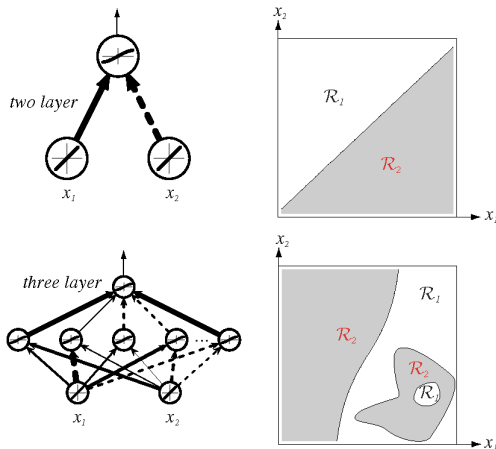 two layer
x₁
x₂
x₂
ℛ₁
ℛ₂
x₁
three layer
...
x₁
x₂
x₂
ℛ₁
ℛ₂
ℛ₂
ℛ₁
x₁